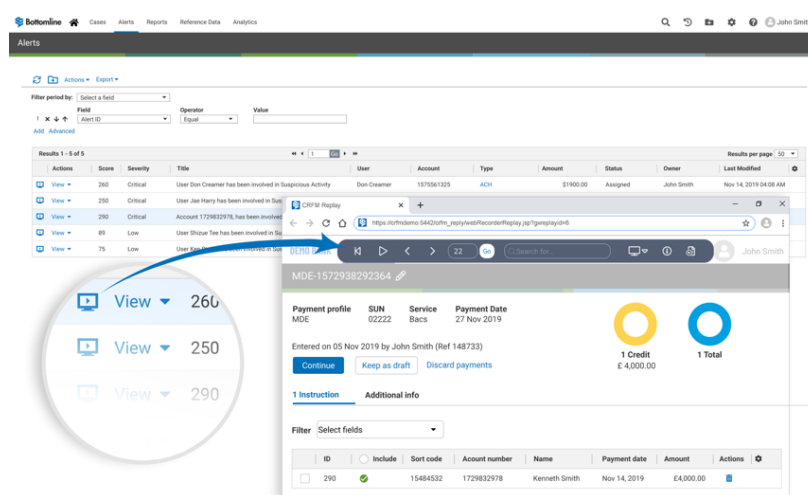 Bottomline Cases Alerts Reports Reference Data Analytics John Smit
Alerts
Actions Export
Filter period by: Select a field
Field Operator Value
1 Alert ID Equal
Add Advanced
Results 1 - 5 of 5 1 Go Results per page 50
Actions Score Severity Title User Account Type Amount Status Owner Last Modified
View 260 Critical User Don Creamer has been involved in Suspicious Activity Don Creamer 1575561325 ACH $1900.00 Assigned John Smith Nov 14, 2019 04:08 AM
View 250 Critical User Jae Harry has been involved in Su
View 290 Critical Account 1729832978, has been involved
View 89 Low User Shizue Tee has been involved in Su
View 75 Low User Ken
CRFM Replay
https://crfmdemo:5442/crfm_reply/webRecorderReplay.jsp?gxreplayid=6
DEMO BANK 22 Go Search for... John Smith
MDE-1572938292364
Payment profile SUN Service Payment Date
MDE 02222 Bacs 27 Nov 2019
Entered on 05 Nov 2019 by John Smith (Ref 148733)
1 Credit 1 Total
£ 4,000.00
Continue Keep as draft Discard payments
1 Instruction Additional info
Filter Select fields
ID Include Sort code Acount number Name Payment date Amount Actions
290 15484532 1729832978 Kenneth Smith Nov 14, 2019 £4,000.00
View 260
View 250
View 290